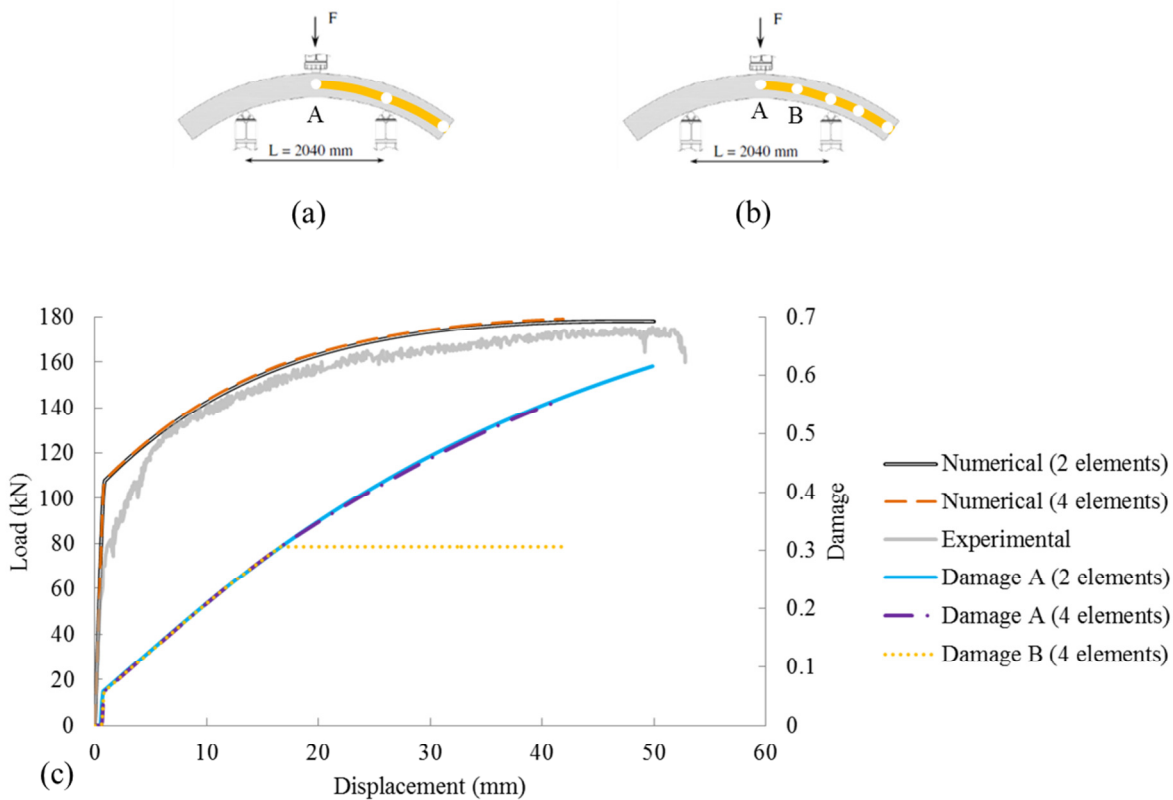 F
A
L = 2040 mm
(a)
F
A
B
L = 2040 mm
(b)
Load (kN)
180
160
140
120
100
80
60
40
20
0
0
10
20
30
40
50
60
Displacement (mm)
0.7
0.6
0.5
0.4
0.3
0.2
0.1
0
Damage
Numerical (2 elements)
Numerical (4 elements)
Experimental
Damage A (2 elements)
Damage A (4 elements)
Damage B (4 elements)
(c)